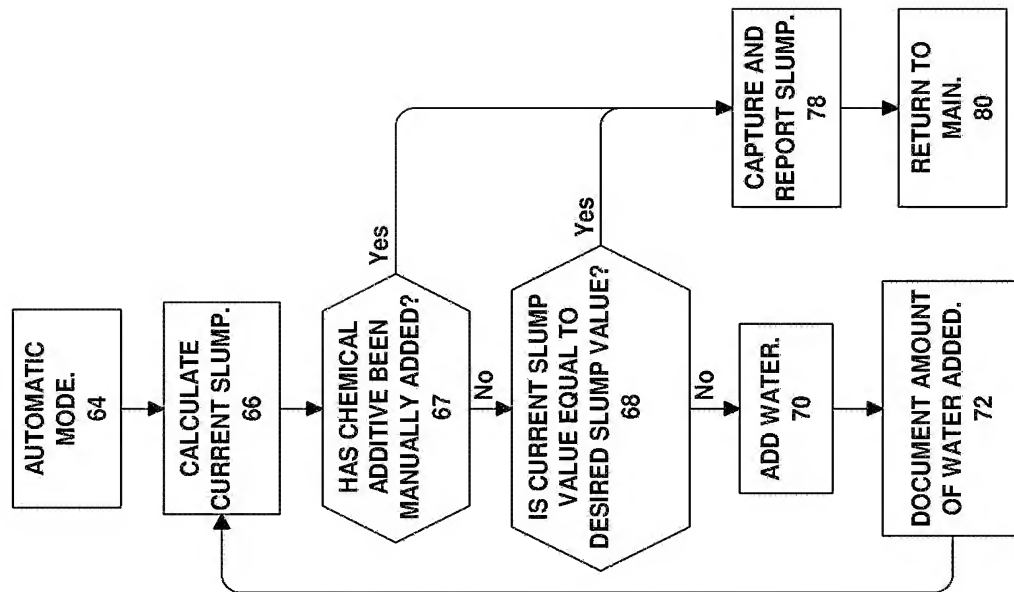 AUTOMATIC
MODE.
64
CALCULATE
CURRENT SLUMP.
66
HAS CHEMICAL
ADDITIVE BEEN
MANUALLY ADDED?
67
Yes
No
IS CURRENT SLUMP
VALUE EQUAL TO
DESIRED SLUMP VALUE?
68
Yes
No
ADD WATER.
70
DOCUMENT AMOUNT
OF WATER ADDED.
72
CAPTURE AND
REPORT SLUMP.
78
RETURN TO
MAIN.
80